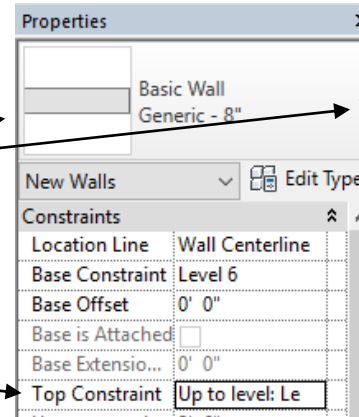 Properties
Basic Wall
Generic - 8"
New Walls Edit Type
Constraints
Location Line Wall Centerline
Base Constraint Level 6
Base Offset 0' 0"
Base is Attached
Base Extensio... 0' 0"
Top Constraint Up to level: Le